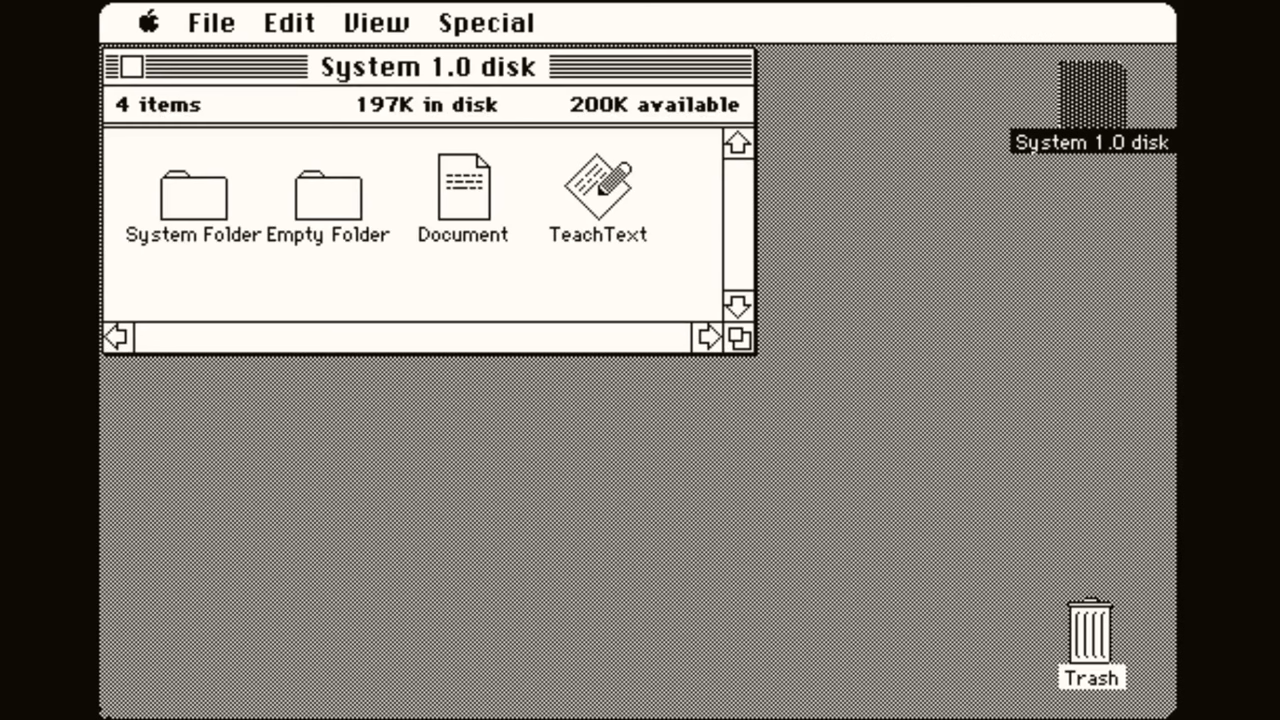 File Edit View Special
System 1.0 disk
4 items 197K in disk 200K available
System 1.0 disk
System Folder Empty Folder Document TeachText
Trash